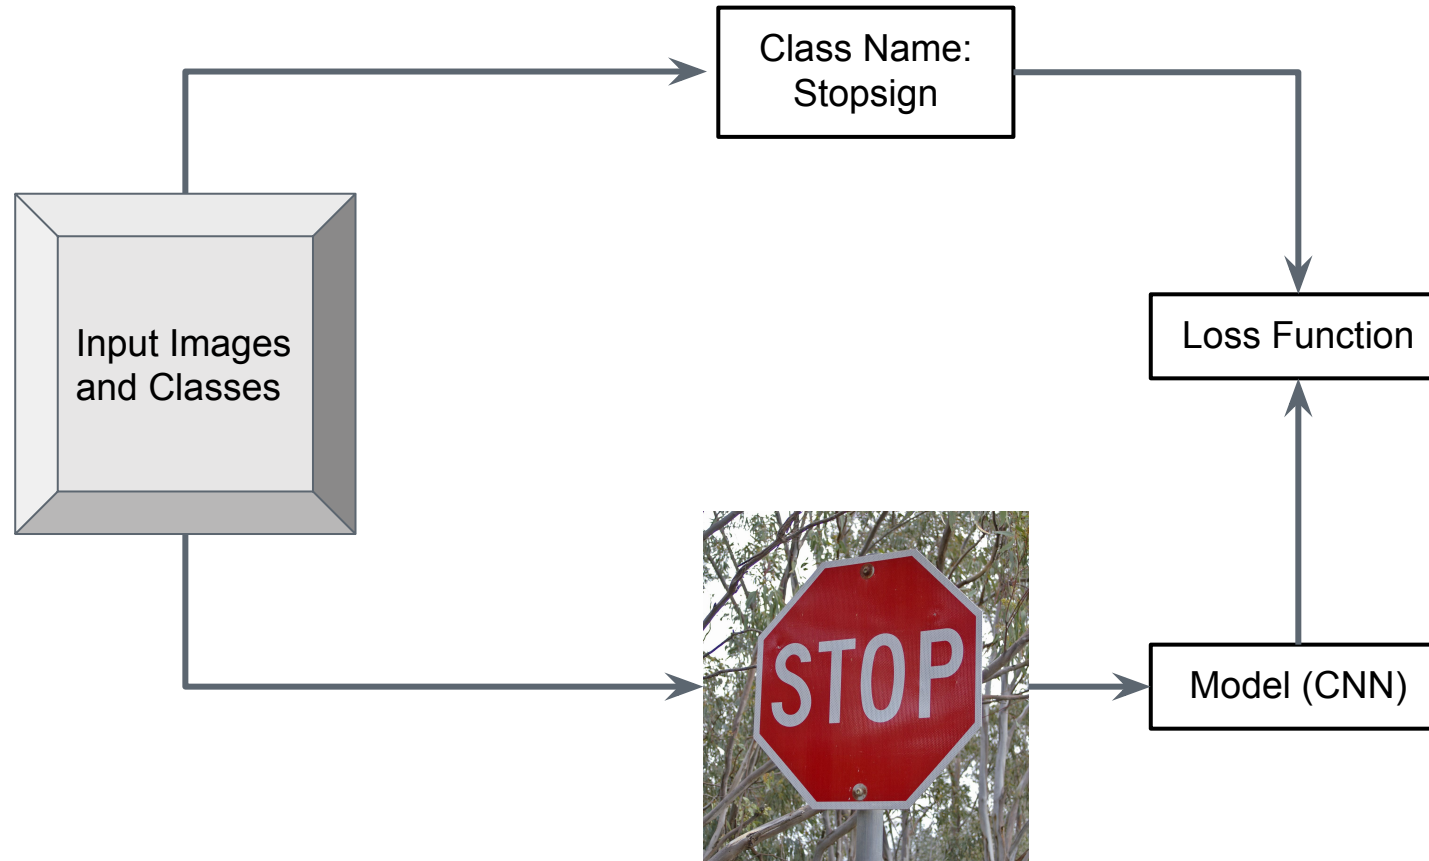 Class Name:
Stopsign
Input Images
and Classes
Loss Function
STOP
Model (CNN)